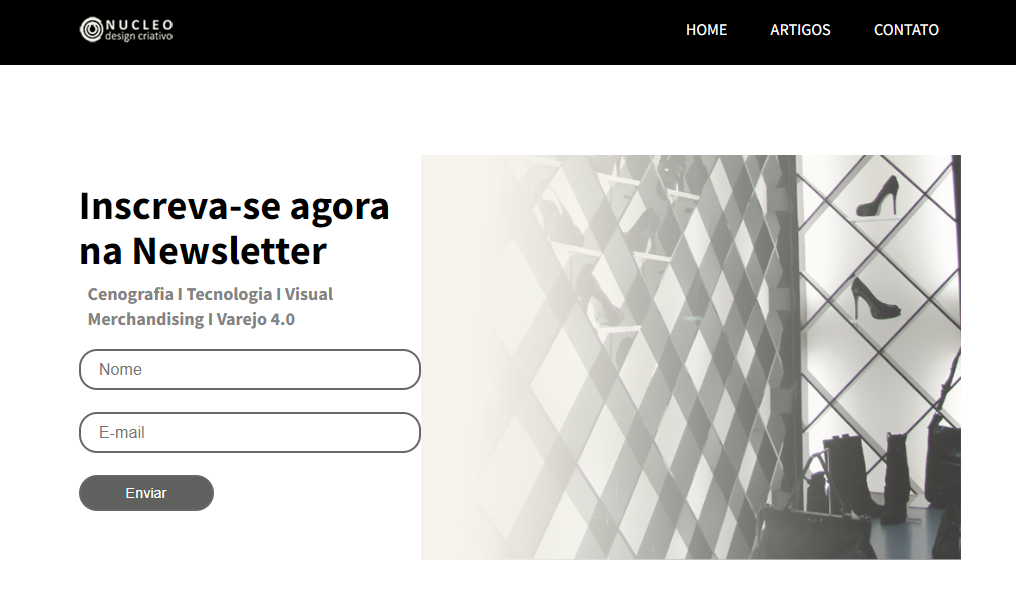 NUCLEO
design criativo
HOME
ARTIGOS
CONTATO
Inscreva-se agora
na Newsletter
Cenografia I Tecnologia I Visual
Merchandising I Varejo 4.0
Nome
E-mail
Enviar